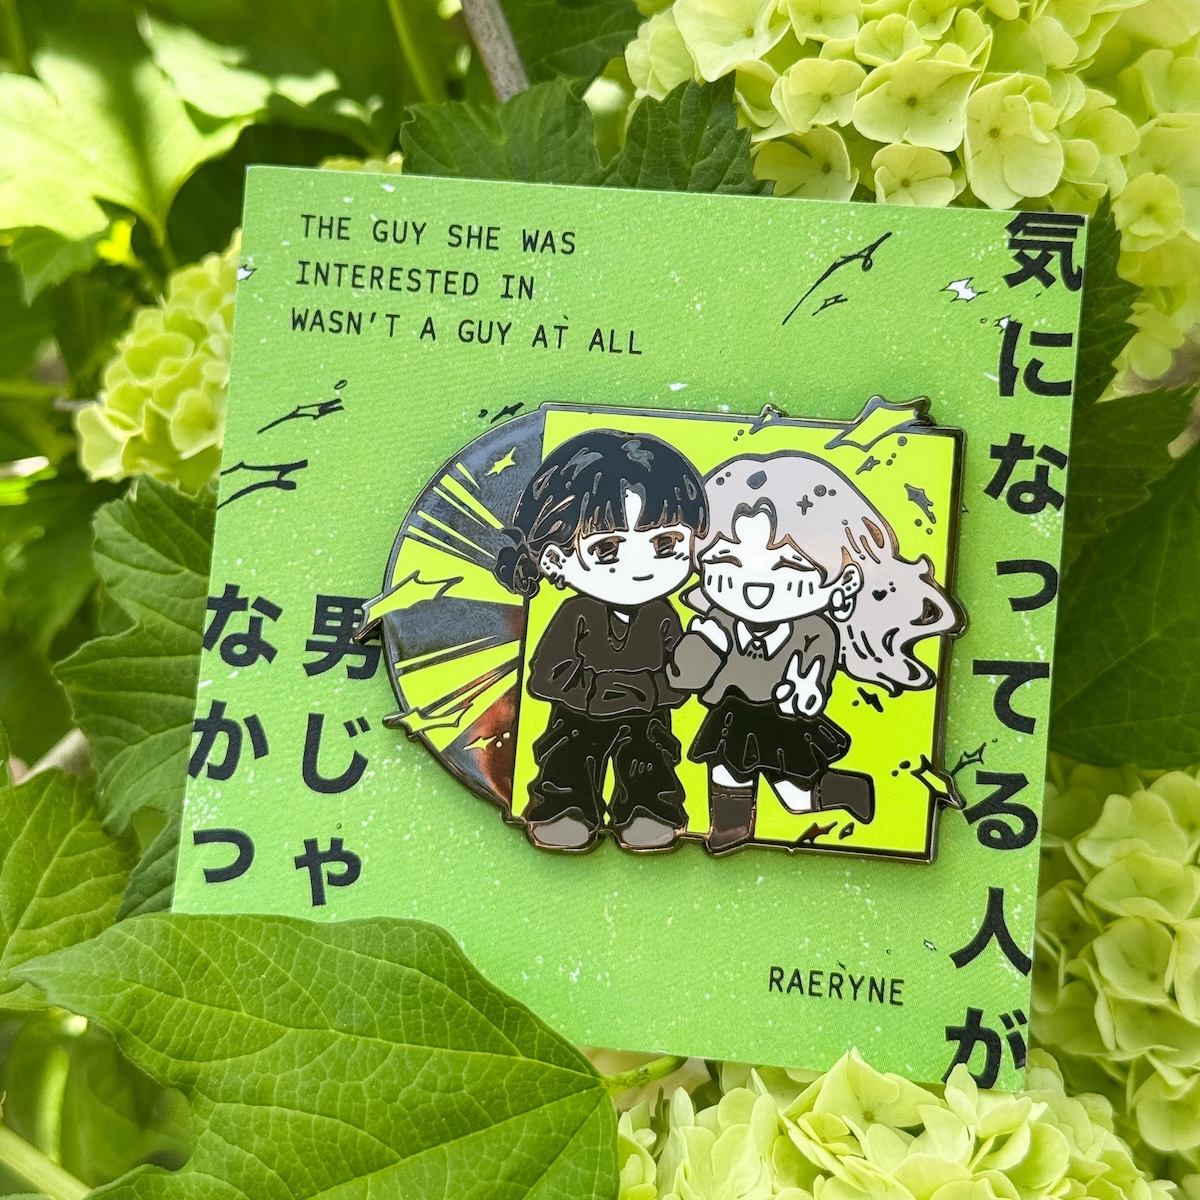 THE GUY SHE WAS
INTERESTED IN
WASN'T A GUY AT ALL
気になってる人が
男じゃ
なかっ
RAERYNE